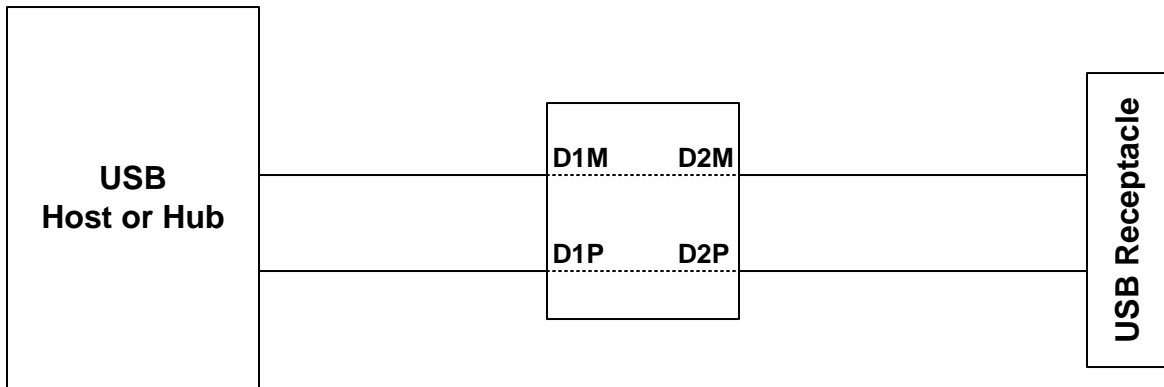 USB
Host or Hub
D1M D2M
D1P D2P
USB Receptacle